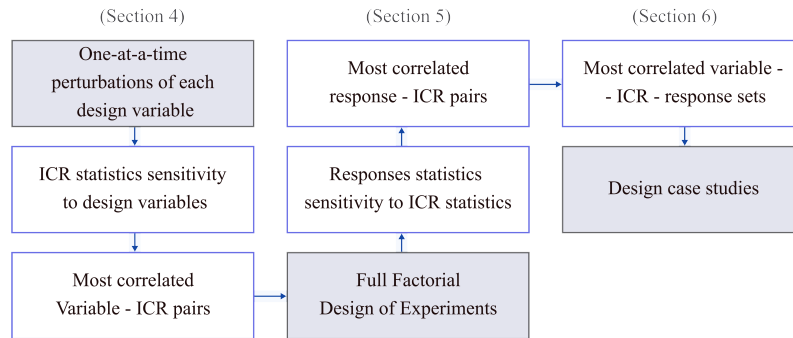 (Section 4)
One-at-a-time
perturbations of each
design variable
ICR statistics sensitivity
to design variables
Most correlated
Variable - ICR pairs
(Section 5)
Most correlated
response - ICR pairs
Responses statistics
sensitivity to ICR statistics
Full Factorial
Design of Experiments
(Section 6)
Most correlated variable -
- ICR - response sets
Design case studies